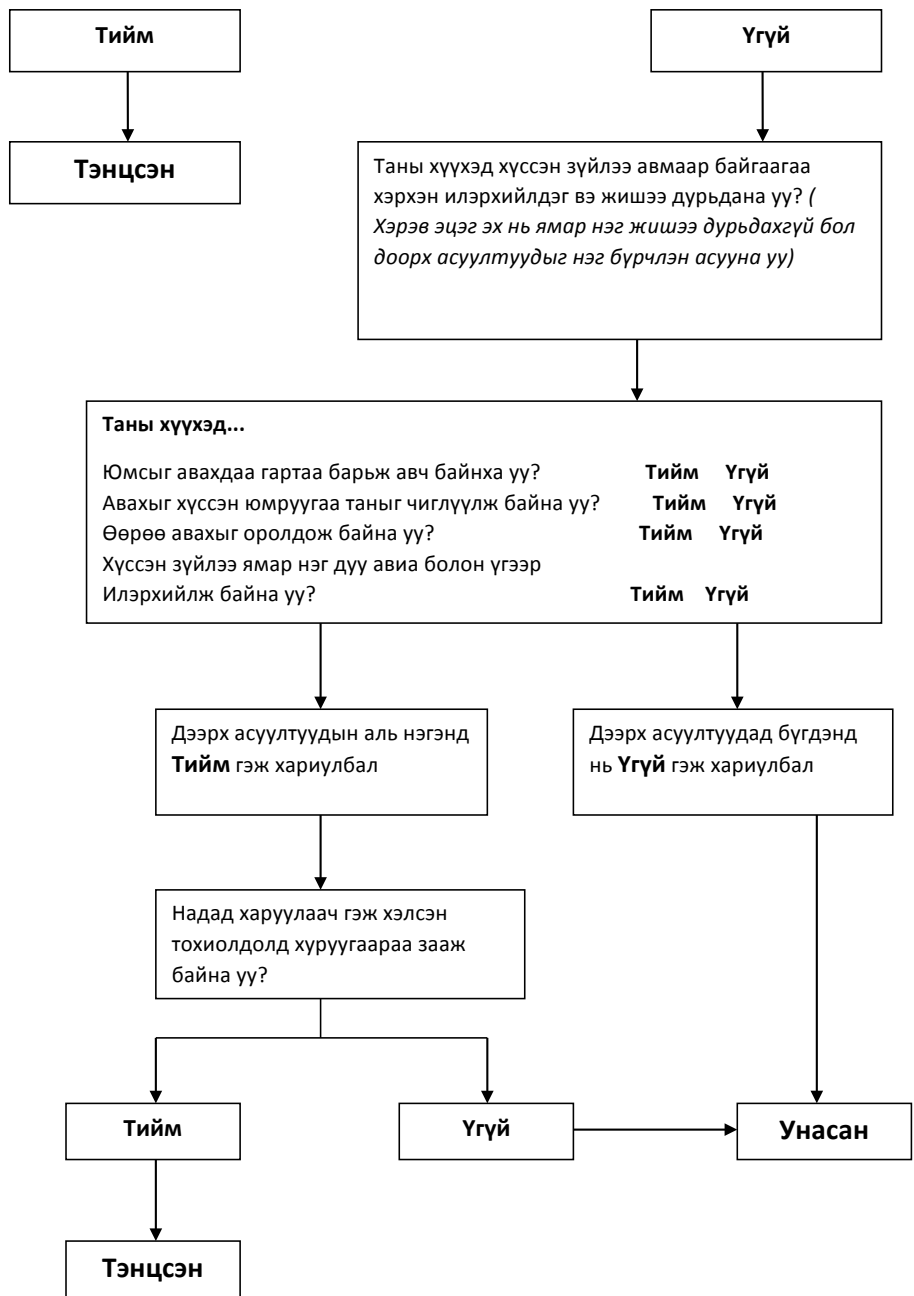 Тийм
Үгүй
Тэнцсэн
Таны хүүхэд хүссэн зүйлээ авмаар байгаагаа
хэрхэн илэрхийлдэг вэ жишээ дурьдана уу? (
Хэрэв эцэг эх нь ямар нэг жишээ дурьдахгүй бол
доорх асуултуудыг нэг бүрчлэн асууна уу)
Таны хүүхэд...
Юмсыг авахдаа гартаа барьж авч байнха уу? Тийм Үгүй
Авахыг хүссэн юмруугаа таныг чиглүүлж байна уу? Тийм Үгүй
Өөрөө авахыг оролдож байна уу? Тийм Үгүй
Хүссэн зүйлээ ямар нэг дуу авиа болон үгээр
Илэрхийлж байна уу? Тийм Үгүй
Дээрх асуултуудын аль нэгэнд
Тийм гэж хариулбал
Дээрх асуултуудад бүгдэнд
нь Үгүй гэж хариулбал
Надад харуулаач гэж хэлсэн
тохиолдолд хуруугаараа зааж
байна уу?
Тийм
Үгүй
Унасан
Тэнцсэн